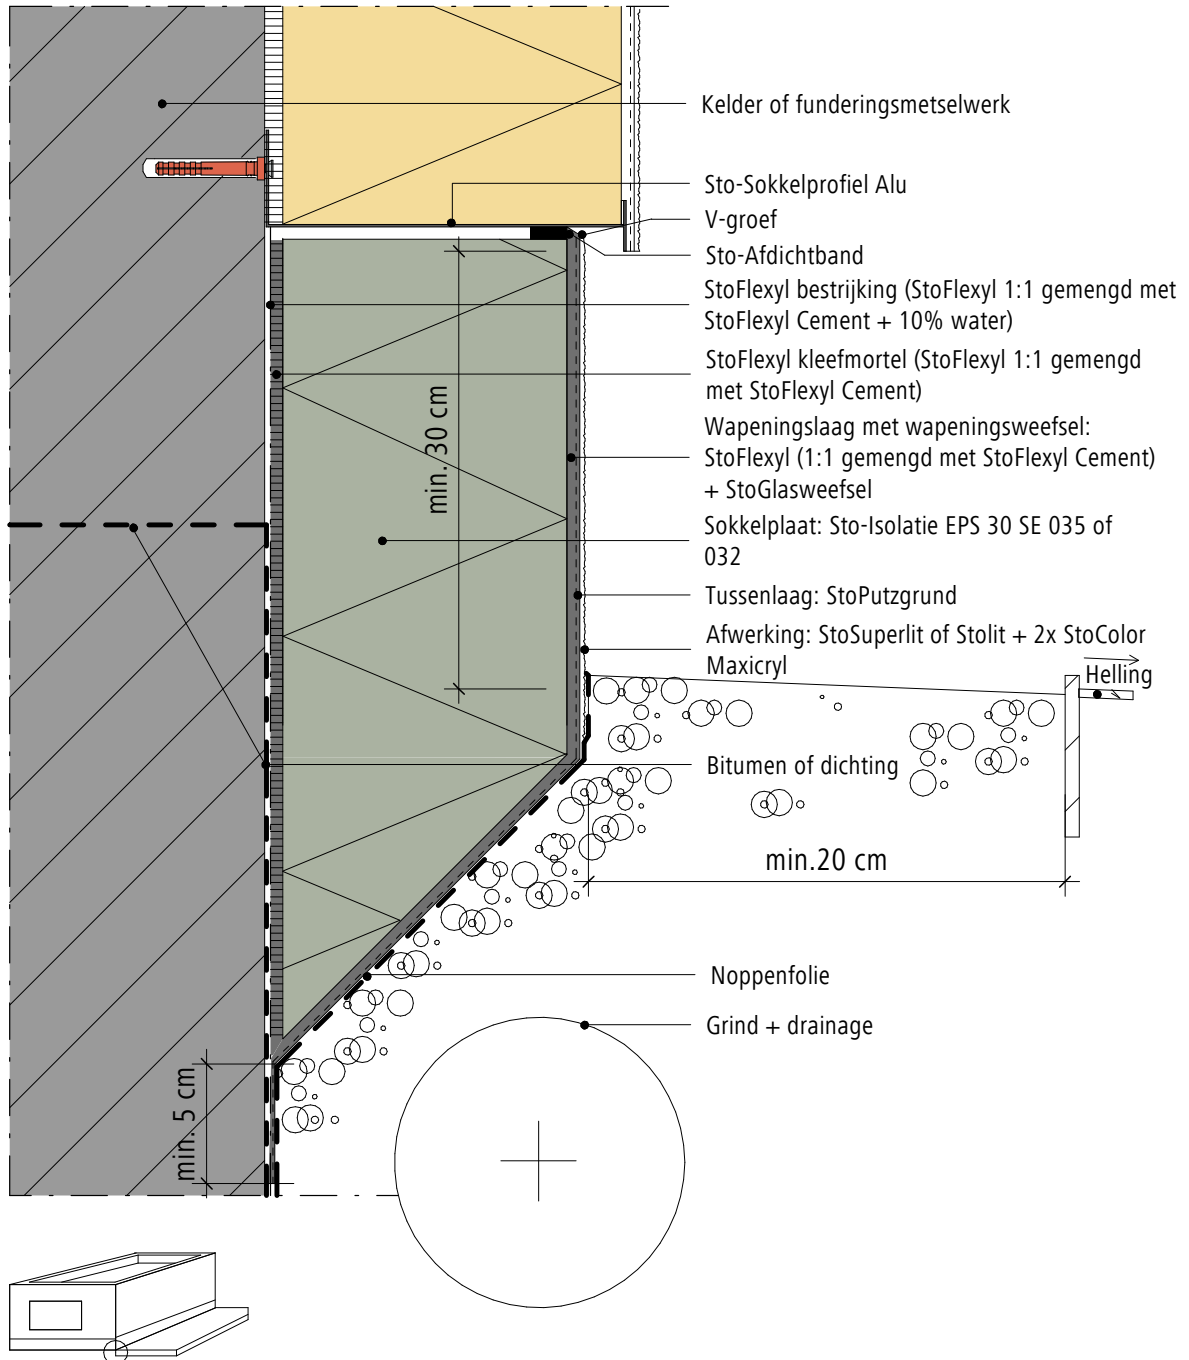 Kelder of funderingsmetselwerk
Sto-Sokkelprofiel Alu
V-groef
Sto-Afdichtband
StoFlexyl bestrijking (StoFlexyl 1:1 gemengd met
StoFlexyl Cement + 10% water)
StoFlexyl kleefmortel (StoFlexyl 1:1 gemengd
met StoFlexyl Cement)
min. 30 cm
Wapeningslaag met wapeningsweefsel:
StoFlexyl (1:1 gemengd met StoFlexyl Cement)
+ StoGlasweefsel
Sokkelplaat: Sto-Isolatie EPS 30 SE 035 of
032
Tussenlaag: StoPutzgrund
Afwerking: StoSuperlit of Stolit + 2x StoColor
Maxicryl
Helling
Bitumen of dichting
min.20 cm
Noppenfolie
Grind + drainage
min. 5 cm